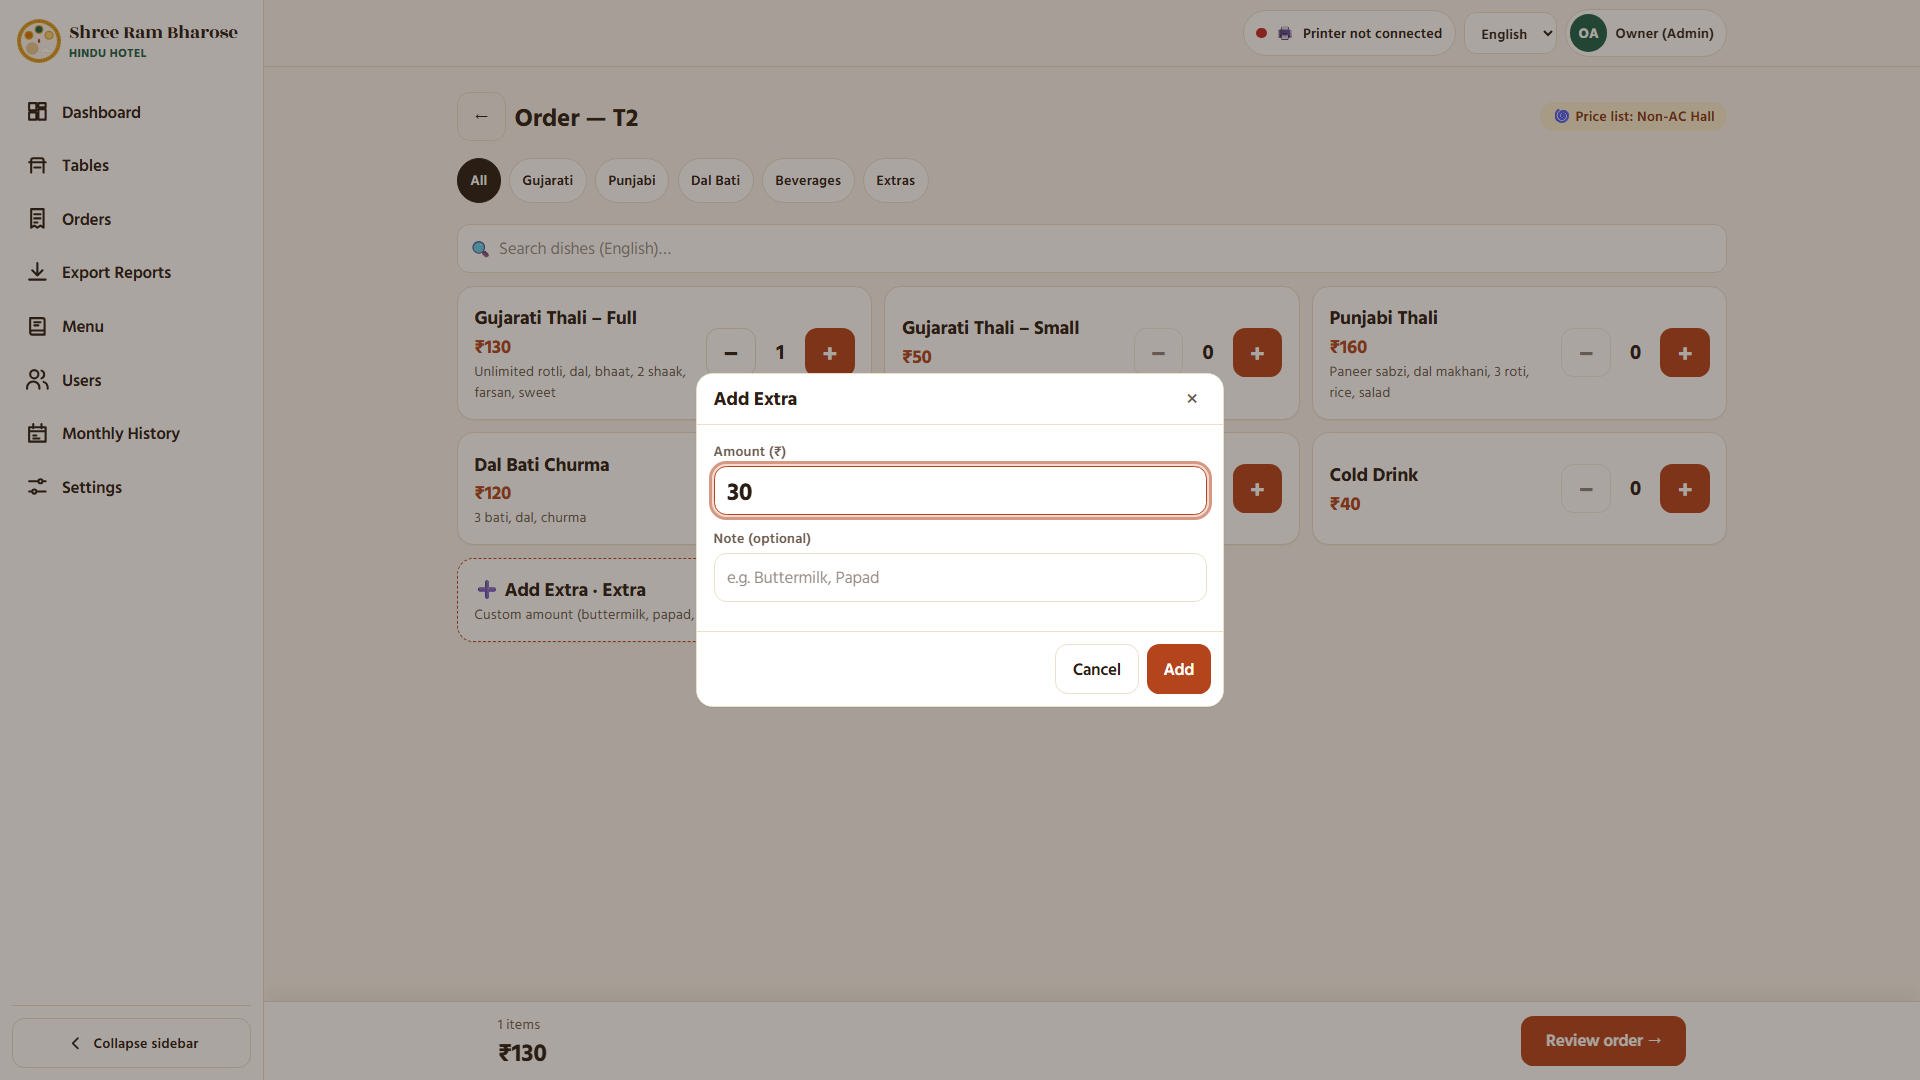 Shree Ram Bharose
HINDU HOTEL
Dashboard
Tables
Orders
Export Reports
Menu
Users
Monthly History
Settings
Collapse sidebar
Printer not connected
English
OA
Owner (Admin)
←
Order — T2
Price list: Non-AC Hall
All
Gujarati
Punjabi
Dal Bati
Beverages
Extras
Search dishes (English)...
Gujarati Thali – Full
₹130
Unlimited rotli, dal, bhaat, 2 shaak,
farsan, sweet
− 1 +
Gujarati Thali – Small
₹50
− 0 +
Punjabi Thali
₹160
Paneer sabzi, dal makhani, 3 roti,
rice, salad
− 0 +
Dal Bati Churma
₹120
3 bati, dal, churma
+
Cold Drink
₹40
− 0 +
Add Extra · Extra
Custom amount (buttermilk, papad,
Add Extra
×
Amount (₹)
30
Note (optional)
e.g. Buttermilk, Papad
Cancel
Add
1 items
₹130
Review order →